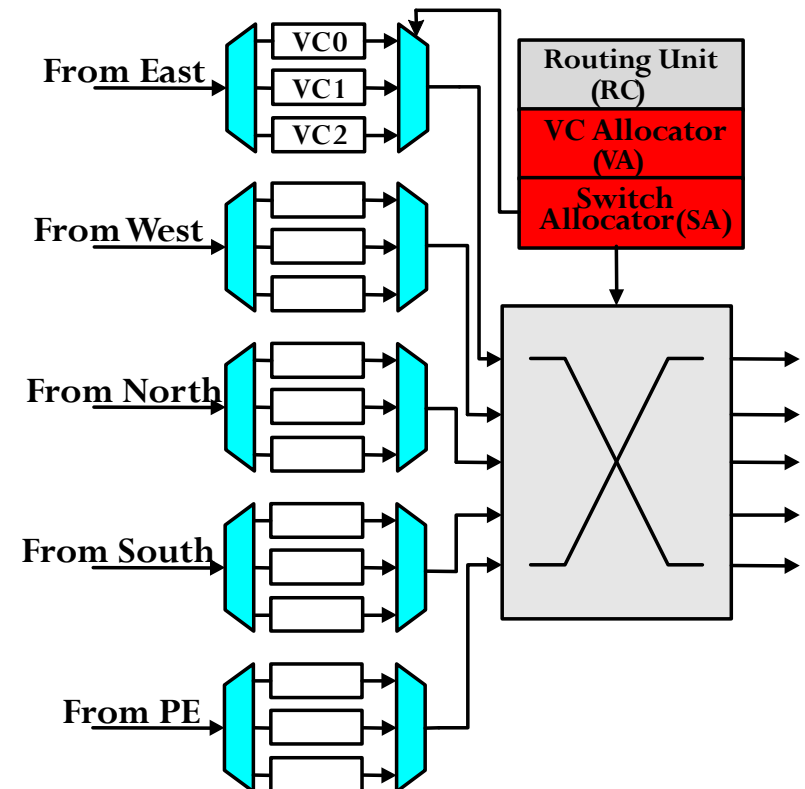 From East
VC0
VC1
VC2
Routing Unit
(RC)
VC Allocator
(VA)
Switch
Allocator(SA)
From West
From North
From South
From PE